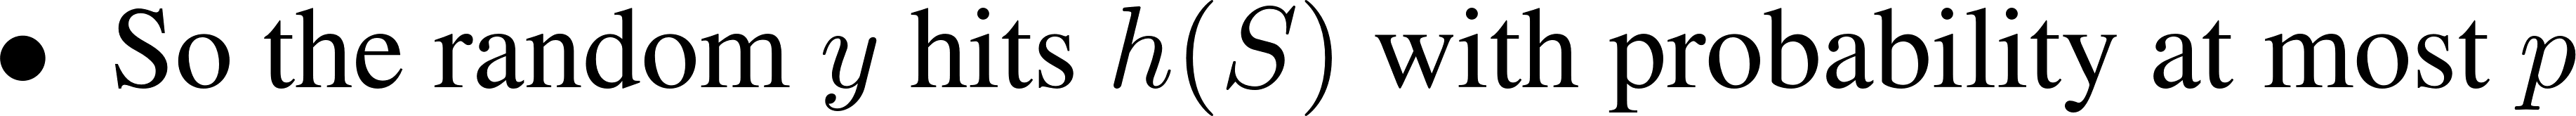 • So the random y hits h(S) with probability at most p